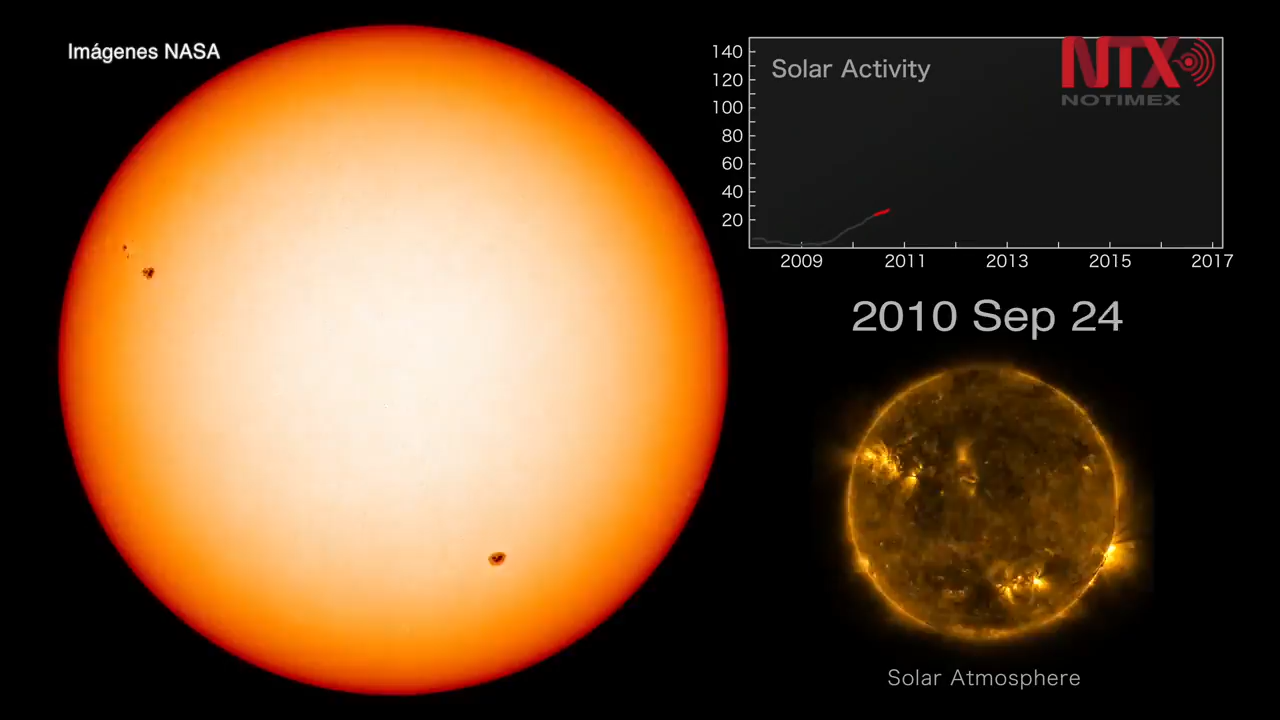 Imágenes NASA
NTX
NOTIMEX
Solar Activity
140
120
100
80
60
40
20
2009 2011 2013 2015 2017
2010 Sep 24
Solar Atmosphere